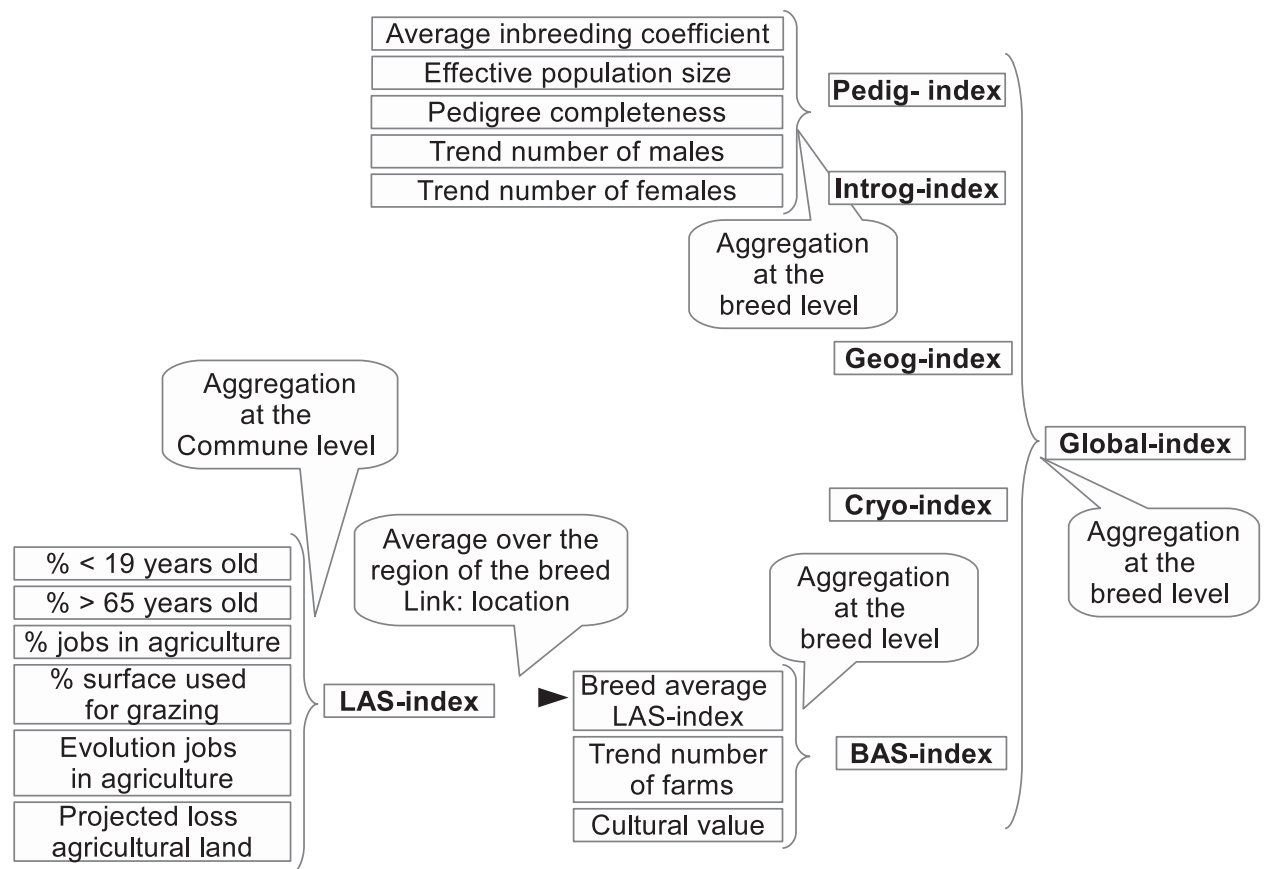 Average inbreeding coefficient
Effective population size
Pedigree completeness
Trend number of males
Trend number of females
Pedig- index
Introg-index
Aggregation
at the
breed level
Geog-index
Aggregation
at the
Commune level
Global-index
Cryo-index
Aggregation
at the
breed level
Average over the
region of the breed
Link: location
Aggregation
at the
breed level
% < 19 years old
% > 65 years old
% jobs in agriculture
% surface used
for grazing
Evolution jobs
in agriculture
Projected loss
agricultural land
LAS-index
Breed average
LAS-index
Trend number
of farms
Cultural value
BAS-index